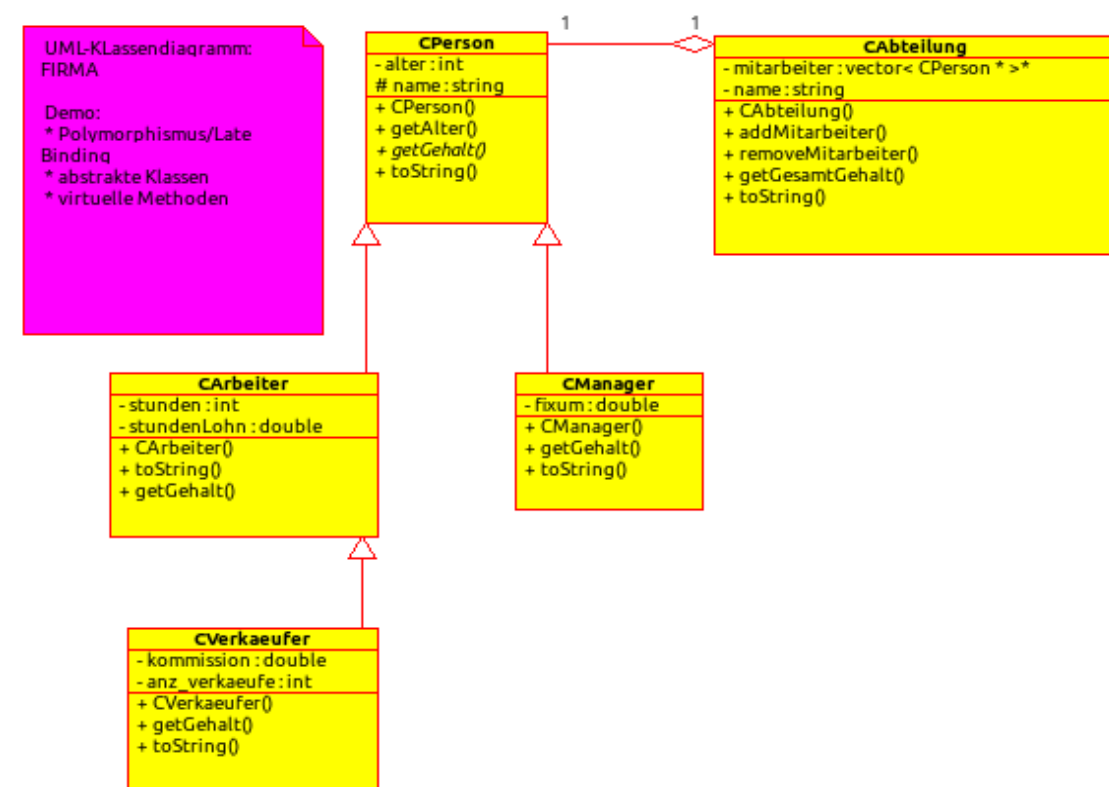 UML-KLassendiagramm:
FIRMA
Demo:
* Polymorphismus/Late
Binding
* abstrakte Klassen
* virtuelle Methoden
CPerson
- alter : int
# name : string
+ CPerson()
+ getAlter()
+ getGehalt()
+ toString()
1
1
CAbteilung
- mitarbeiter : vector< CPerson * >*
- name : string
+ CAbteilung()
+ addMitarbeiter()
+ removeMitarbeiter()
+ getGesamtGehalt()
+ toString()
CArbeiter
- stunden : int
- stundenLohn : double
+ CArbeiter()
+ toString()
+ getGehalt()
CManager
- fixum : double
+ CManager()
+ getGehalt()
+ toString()
CVerkaeufer
- kommission : double
- anz_verkaeufe : int
+ CVerkaeufer()
+ getGehalt()
+ toString()